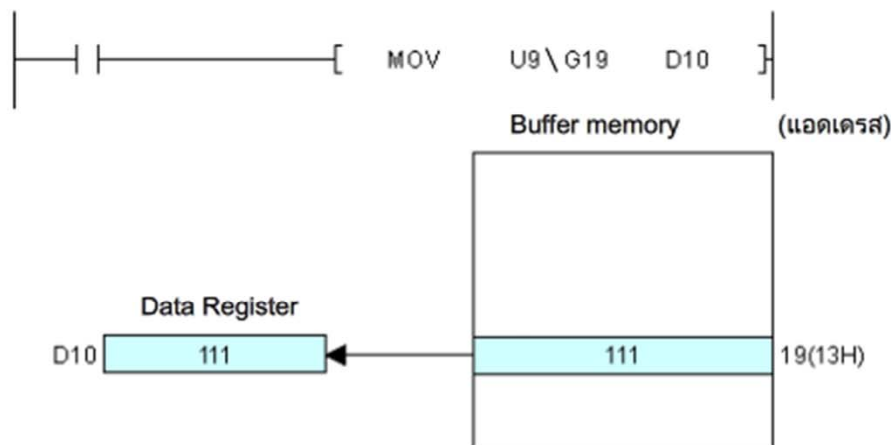 MOV U9\G19 D10
Buffer memory (แอดเดรส)
Data Register
D10 111 111 19(13H)